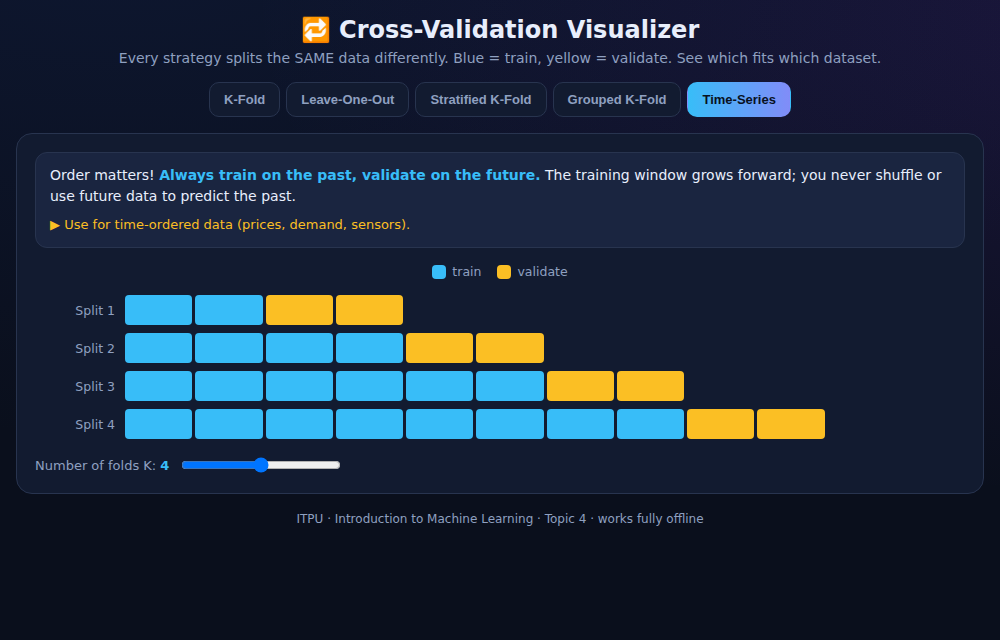 🔁 Cross-Validation Visualizer
Every strategy splits the SAME data differently. Blue = train, yellow = validate. See which fits which dataset.
K-Fold
Leave-One-Out
Stratified K-Fold
Grouped K-Fold
Time-Series
Order matters! Always train on the past, validate on the future. The training window grows forward; you never shuffle or
use future data to predict the past.
▶ Use for time-ordered data (prices, demand, sensors).
train
validate
Split 1
Split 2
Split 3
Split 4
Number of folds K: 4
ITPU · Introduction to Machine Learning · Topic 4 · works fully offline